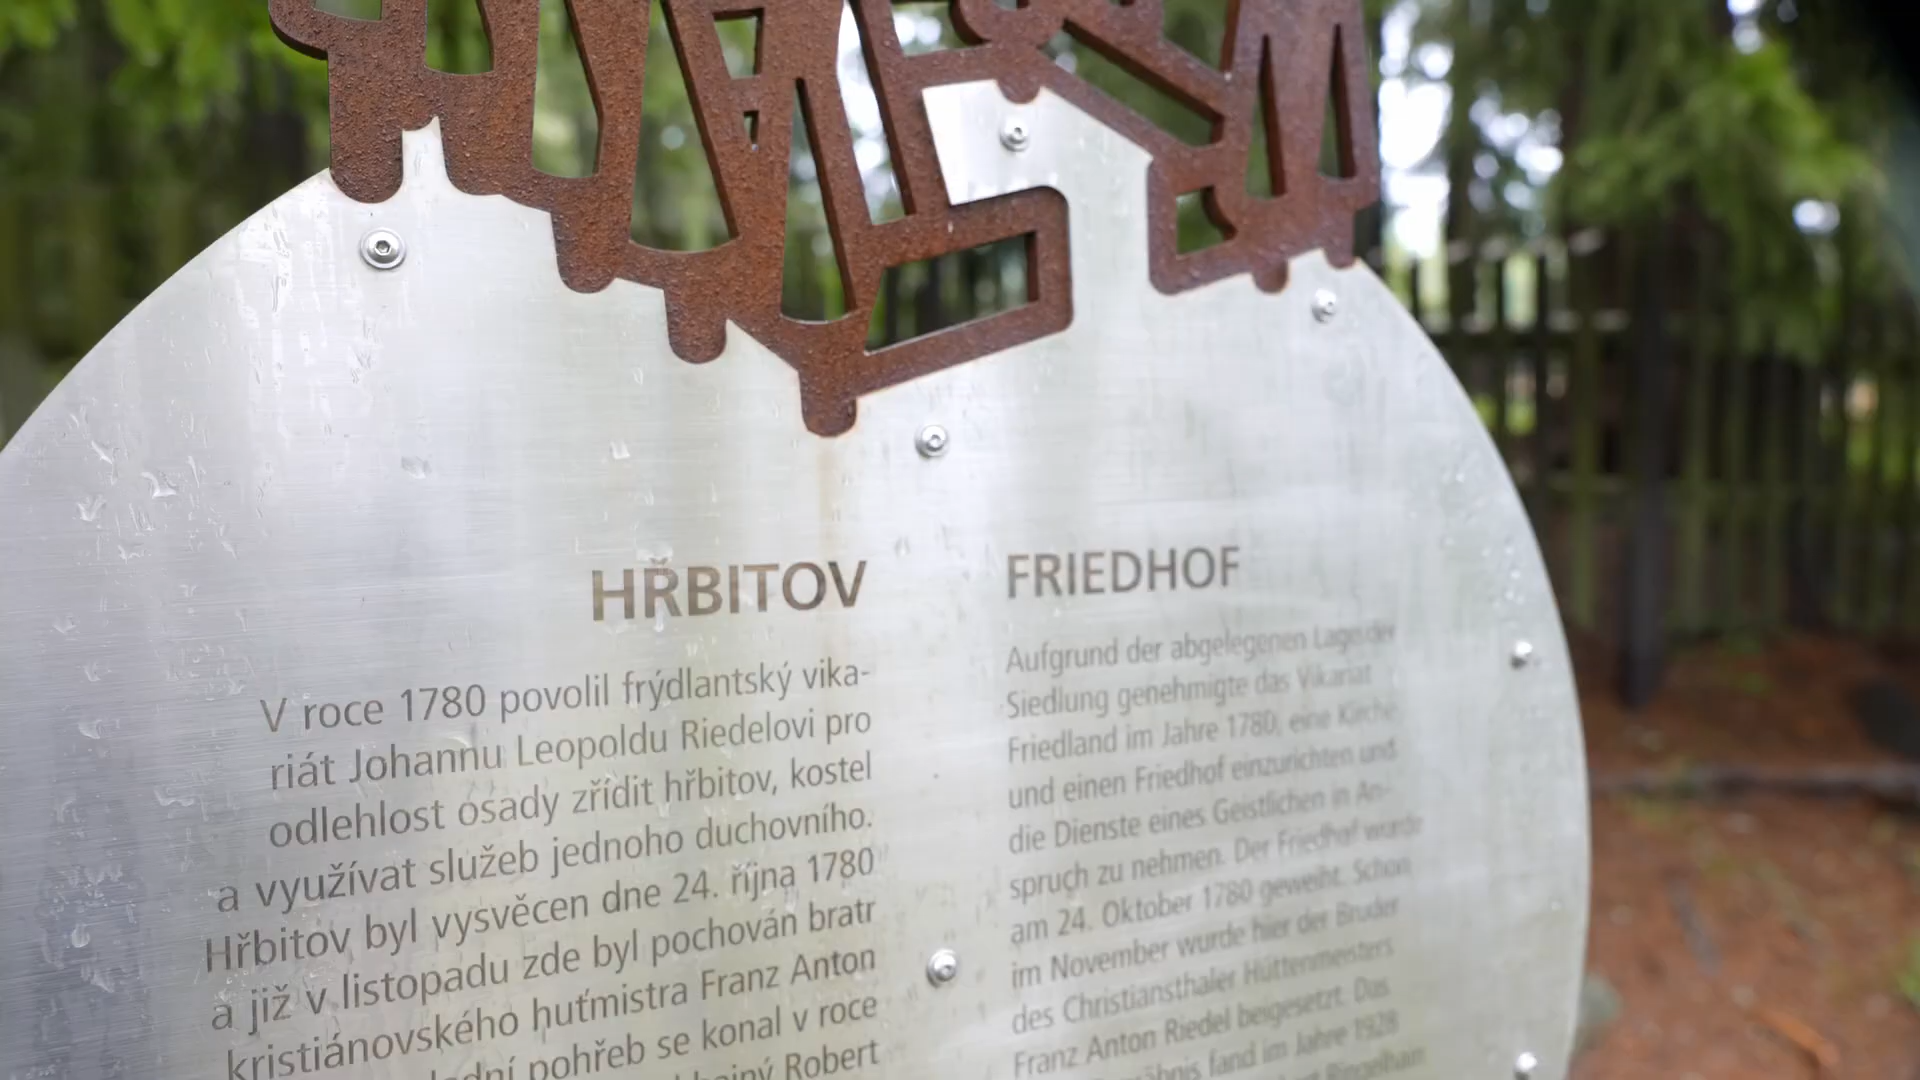 HŘBITOV
V roce 1780 povolil frýdlantský vika-
riát Johannu Leopoldu Riedelovi pro
odlehlost osady zřídit hřbitov, kostel
a využívat služeb jednoho duchovního.
Hřbitov byl vysvěcen dne 24. října 1780
a již v listopadu zde byl pochován bratr
kristiánovského huťmistra Franz Anton
pohřeb se konal v roce
Robert
FRIEDHOF
Aufgrund der abgelegenen Lage der
Siedlung genehmigte das Vikariat
Friedland im Jahre 1780, eine Kirche
und einen Friedhof einzurichten und
die Dienste eines Geistlichen in An-
spruch zu nehmen. Der Friedhof wurde
am 24. Oktober 1780 geweiht. Schon
im November wurde hier der Bruder
des Christiansthaler Hüttenmeisters
Franz Anton Riedel beigesetzt. Das
fand im Jahre 1928